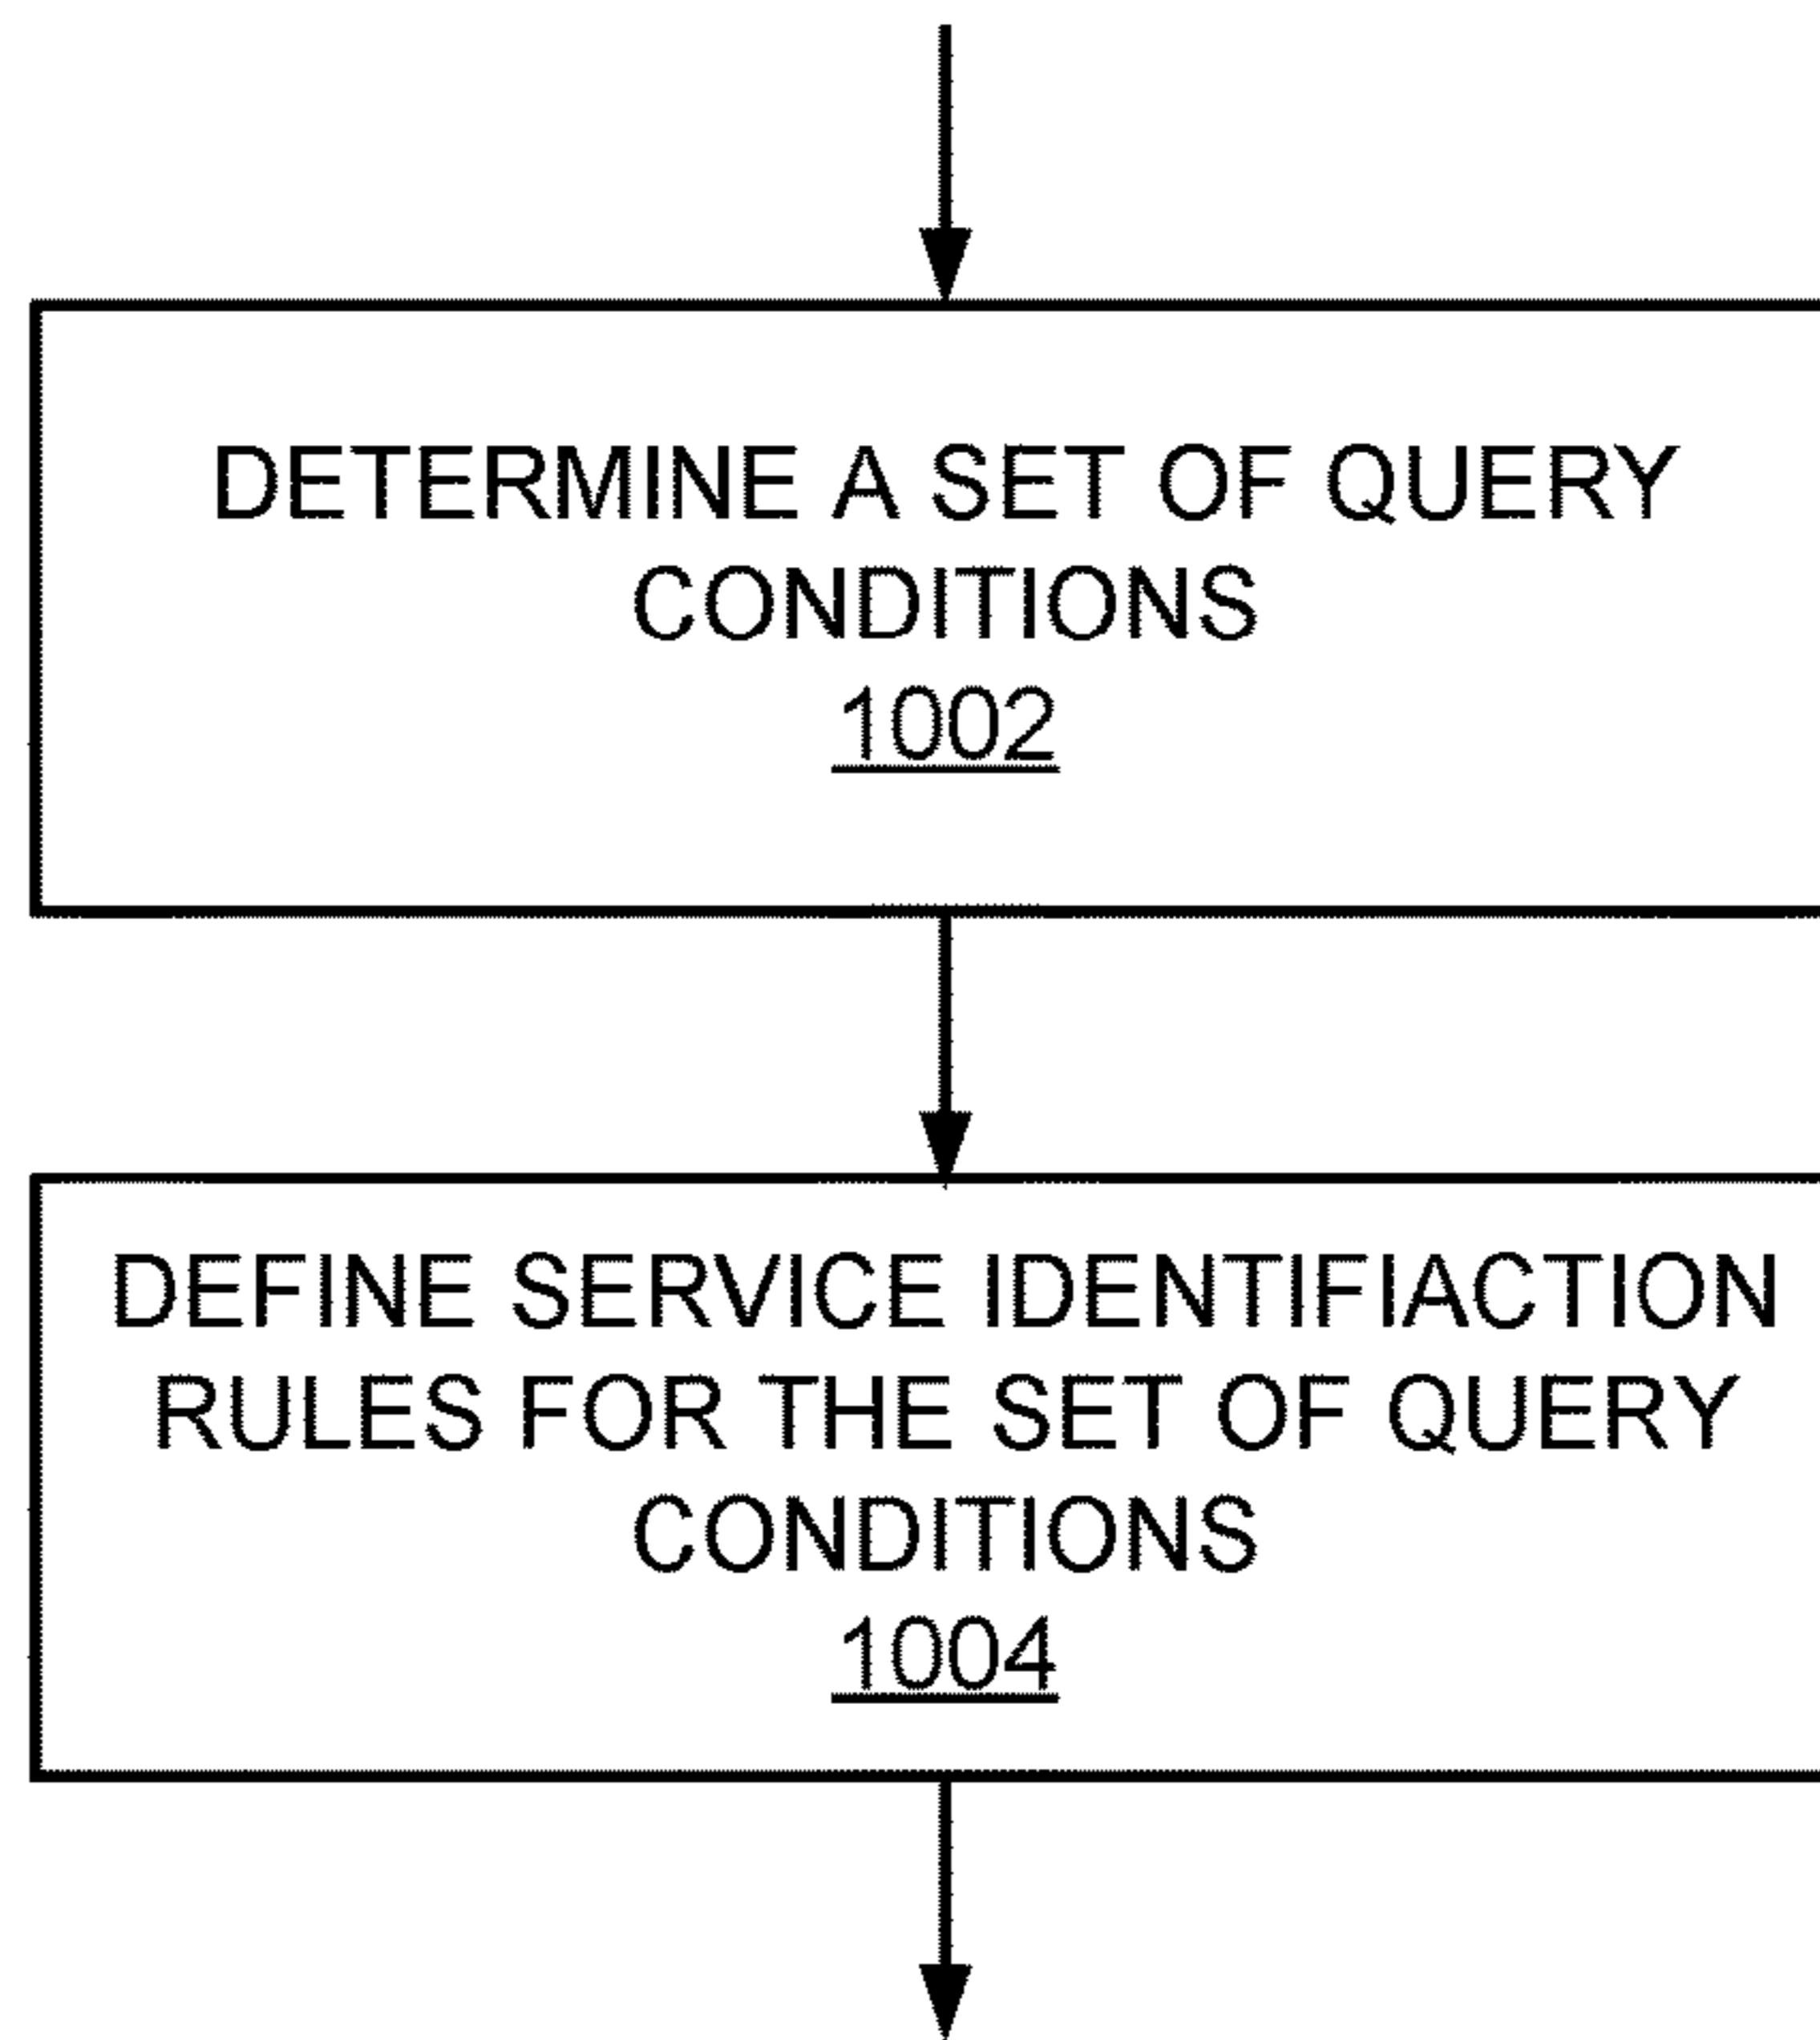 DETERMINE A SET OF QUERY
CONDITIONS
1002
DEFINE SERVICE IDENTIFIACTION
RULES FOR THE SET OF QUERY
CONDITIONS
1004